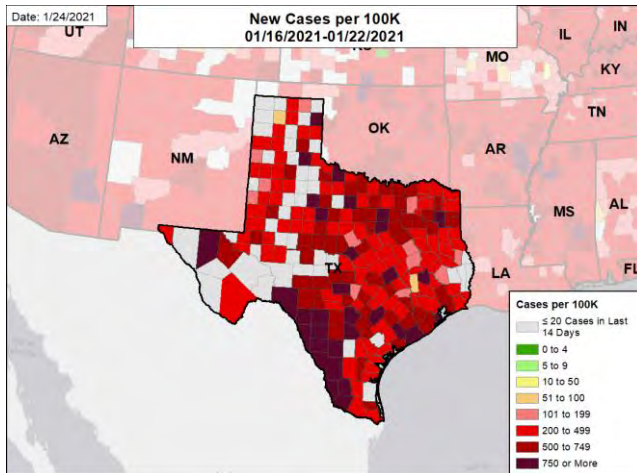 Date: 1/24/2021
New Cases per 100K
01/16/2021-01/22/2021
UT
MO
IL
IN
KY
AZ
NM
OK
AR
TN
MS
AL
TX
LA
FL
Cases per 100K
≤ 20 Cases in Last
14 Days
0 to 4
5 to 9
10 to 50
51 to 100
101 to 199
200 to 499
500 to 749
750 or More